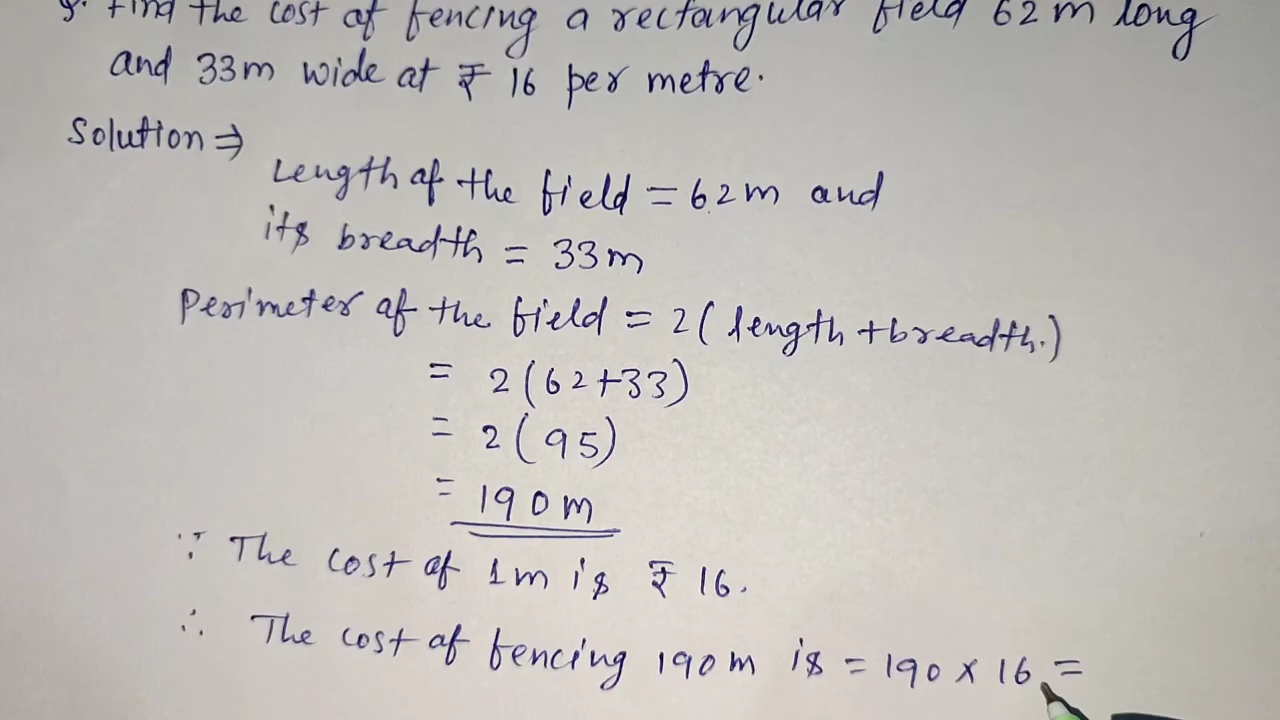 Find the cost of fencing a rectangular field 62 m long
and 33m wide at ₹ 16 per metre.
Solution ⇒
Length of the field = 62m and
its breadth = 33m
Perimeter of the field = 2( length + breadth.)
= 2(62+33)
= 2(95)
= 190m
∵ The cost of 1m is ₹ 16.
∴ The cost of fencing 190m is = 190 × 16 =